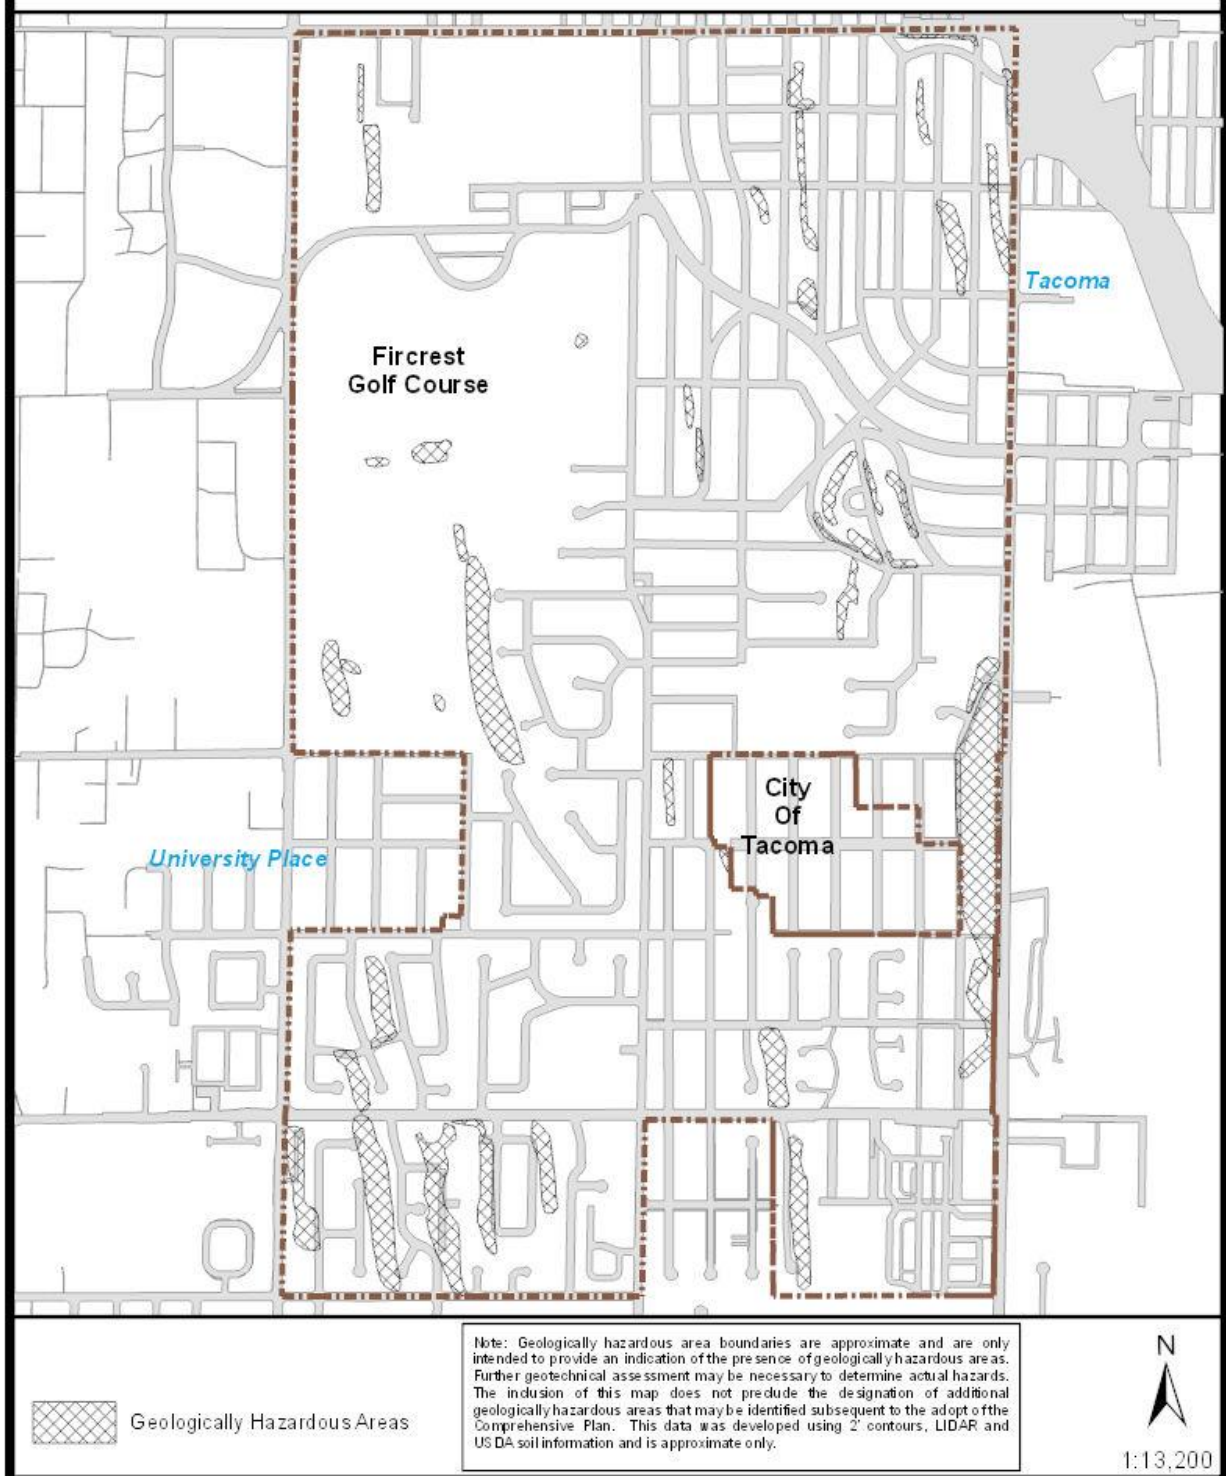 Tacoma
Fircrest
Golf Course
City
Of
Tacoma
University Place
Geologically Hazardous Areas
Note: Geologically hazardous area boundaries are approximate and are only
intended to provide an indication of the presence of geologically hazardous areas.
Further geotechnical assessment may be necessary to determine actual hazards.
The inclusion of this map does not preclude the designation of additional
geologically hazardous areas that may be identified subsequent to the adopt of the
Comprehensive Plan. This data was developed using 2' contours, LIDAR and
USDA soil information and is approximate only.
N
1:13,200